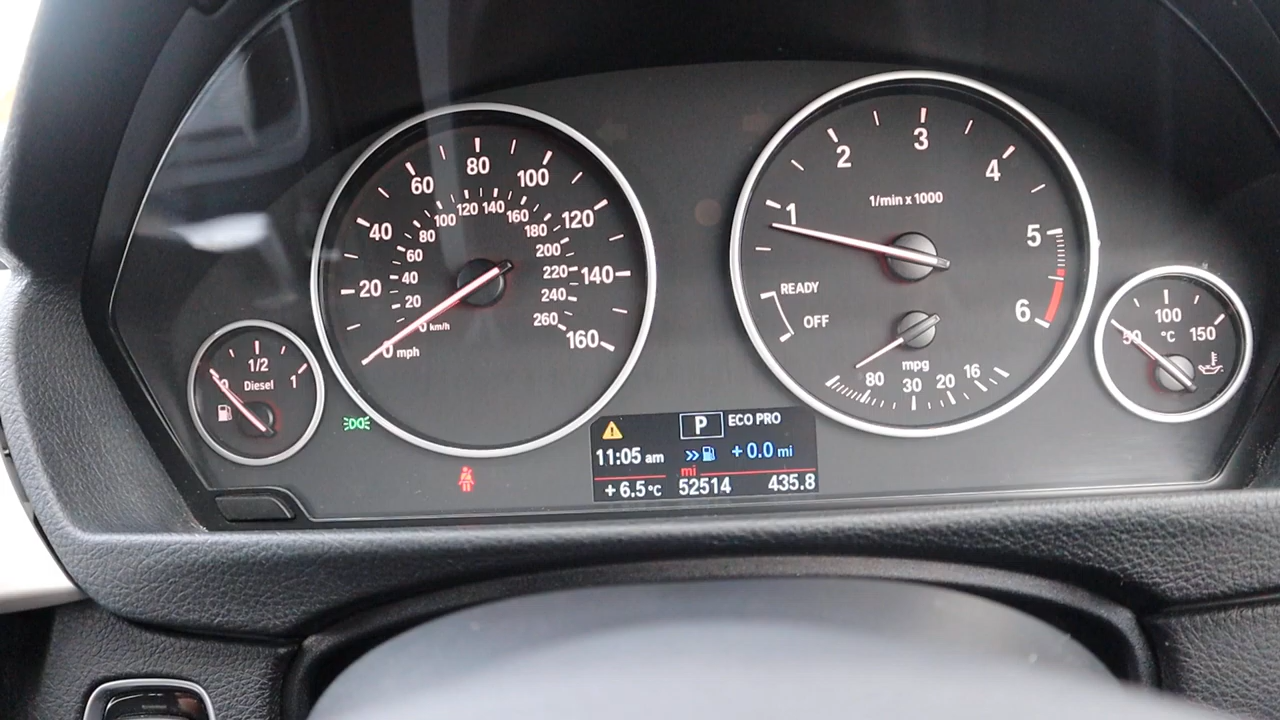 80
60
100
40
120
20
140
0 mph
160
120
140
100
160
80
180
60
200
40
220
20
240
0 km/h
260
3
2
4
1
5
6
1/min x 1000
READY
OFF
mpg
80
30
20
16
0
1/2
1
Diesel
50
100
150
°C
P
ECO PRO
11:05 am
+ 0.0 mi
mi
+ 6.5°C
52514
435.8